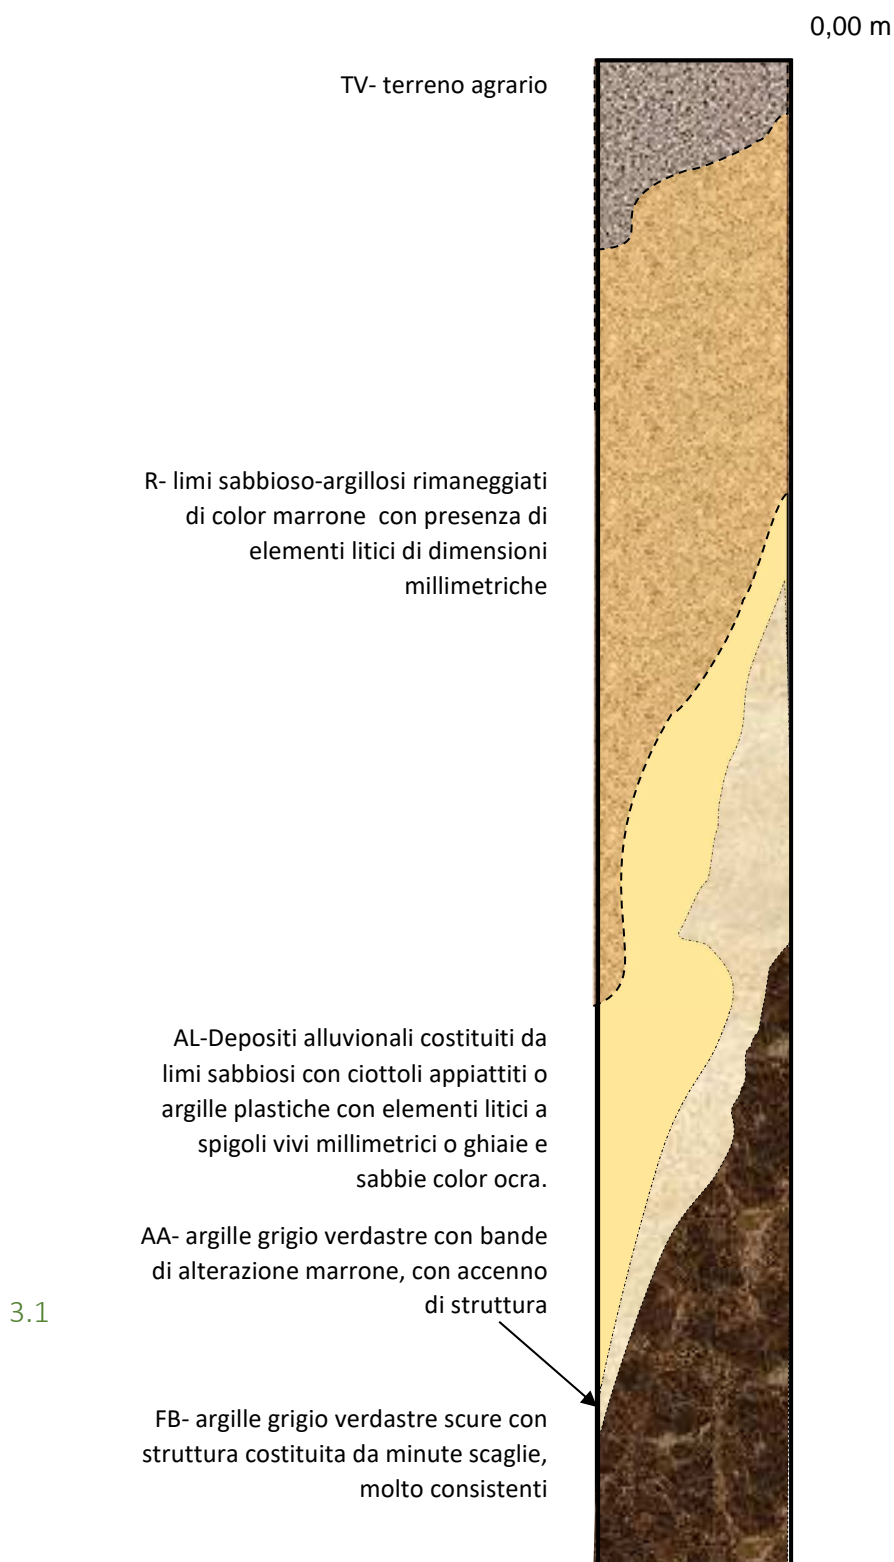 0,00 m
TV- terreno agrario
R- limi sabbioso-argillosi rimaneggiati
di color marrone con presenza di
elementi litici di dimensioni
millimetriche
AL-Depositi alluvionali costituiti da
limi sabbiosi con ciottoli appiattiti o
argille plastiche con elementi litici a
spigoli vivi millimetrici o ghiaie e
sabbie color ocra.
AA- argille grigio verdastre con bande
di alterazione marrone, con accenno
di struttura
3.1
FB- argille grigio verdastre scure con
struttura costituita da minute scaglie,
molto consistenti